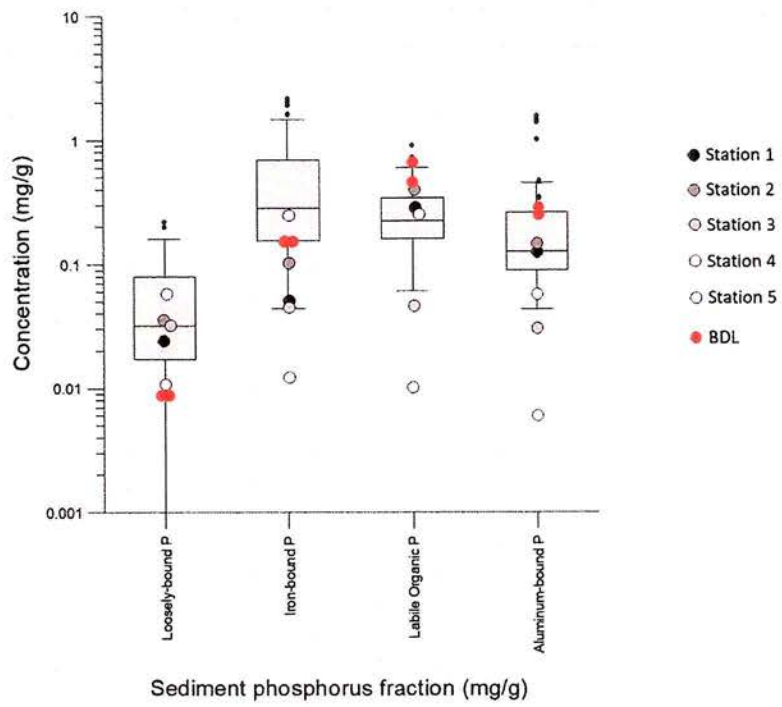 10
1
0.1
0.01
0.001
Concentration (mg/g)
Loosely-bound P
Iron-bound P
Labile Organic P
Aluminum-bound P
Sediment phosphorus fraction (mg/g)
Station 1
Station 2
Station 3
Station 4
Station 5
BDL